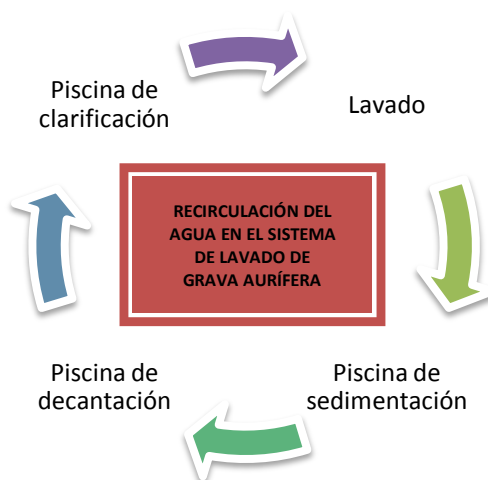 Piscina de
clarificación
Lavado
RECIRCULACIÓN DEL
AGUA EN EL SISTEMA
DE LAVADO DE
GRAVA AURÍFERA
Piscina de
decantación
Piscina de
sedimentación